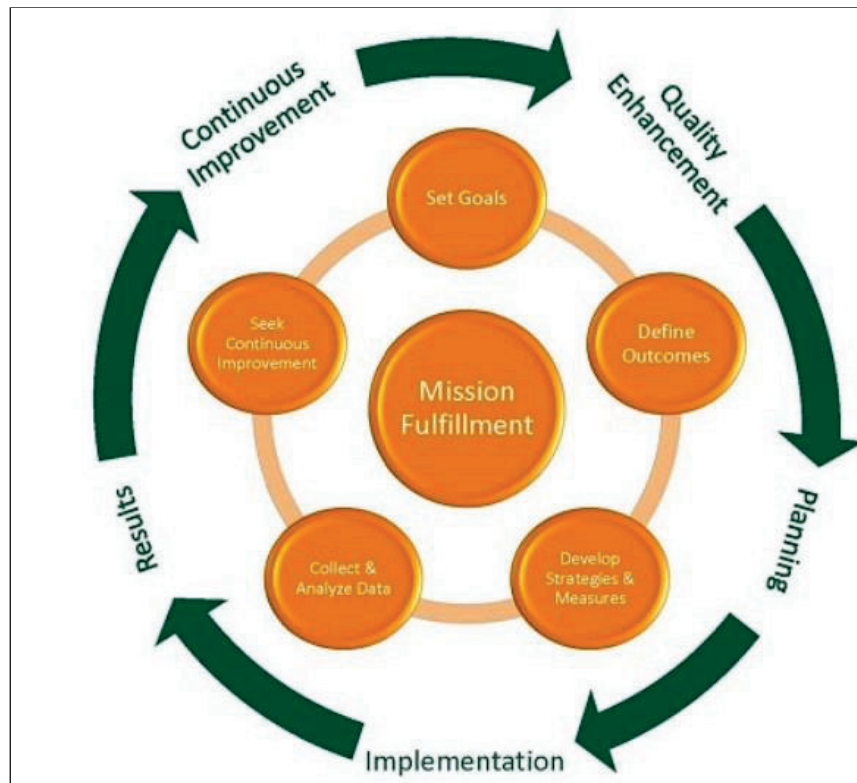 Continuous
Improvement
Quality
Enhancement
Planning
Implementation
Results
Set Goals
Define
Outcomes
Develop
Strategies &
Measures
Collect &
Analyze Data
Seek
Continuous
Improvement
Mission
Fulfillment